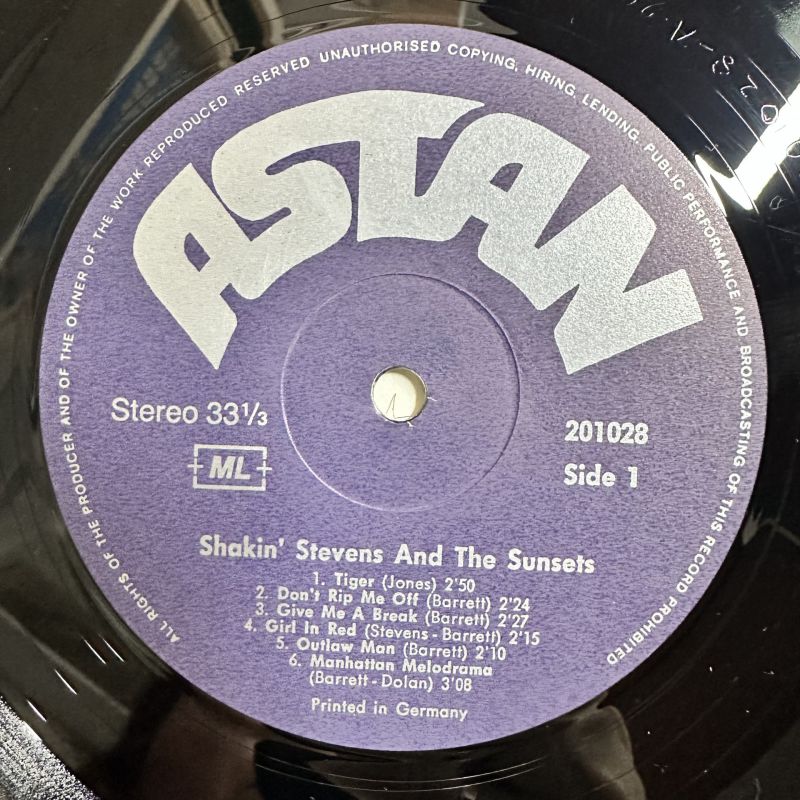 ALL RIGHTS OF THE PRODUCER AND OF THE OWNER OF THE WORK REPRODUCED RESERVED UNAUTHORISED COPYING, HIRING, LENDING, PUBLIC PERFORMANCE AND BROADCASTING OF THIS RECORD PROHIBITED
ASTAN
Stereo 33 1/3
201028
ML
Side 1
Shakin' Stevens And The Sunsets
1. Tiger (Jones) 2'50
2. Don't Rip Me Off (Barrett) 2'24
3. Give Me A Break (Barrett) 2'27
4. Girl In Red (Stevens - Barrett) 2'15
5. Outlaw Man (Barrett) 2'10
6. Manhattan Melodrama
(Barrett - Dolan) 3'08
Printed in Germany